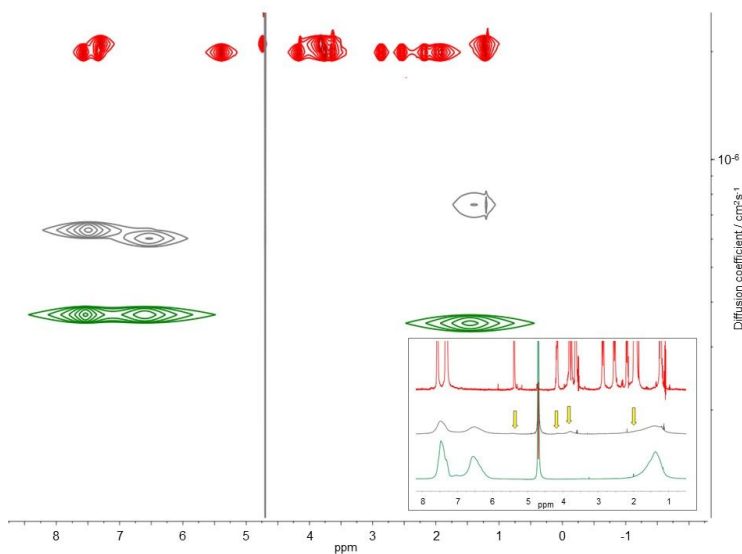 10⁻⁶
Diffusion coefficient / cm²s⁻¹
8 7 6 5 4 3 2 1
ppm
8 7 6 5 4 3 2 1 0 -1
ppm